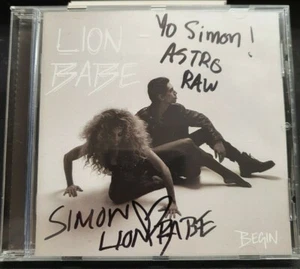 LION
BABE
Yo Simon!
ASTRO
RAW
SIMON
LION BABE
BEGIN